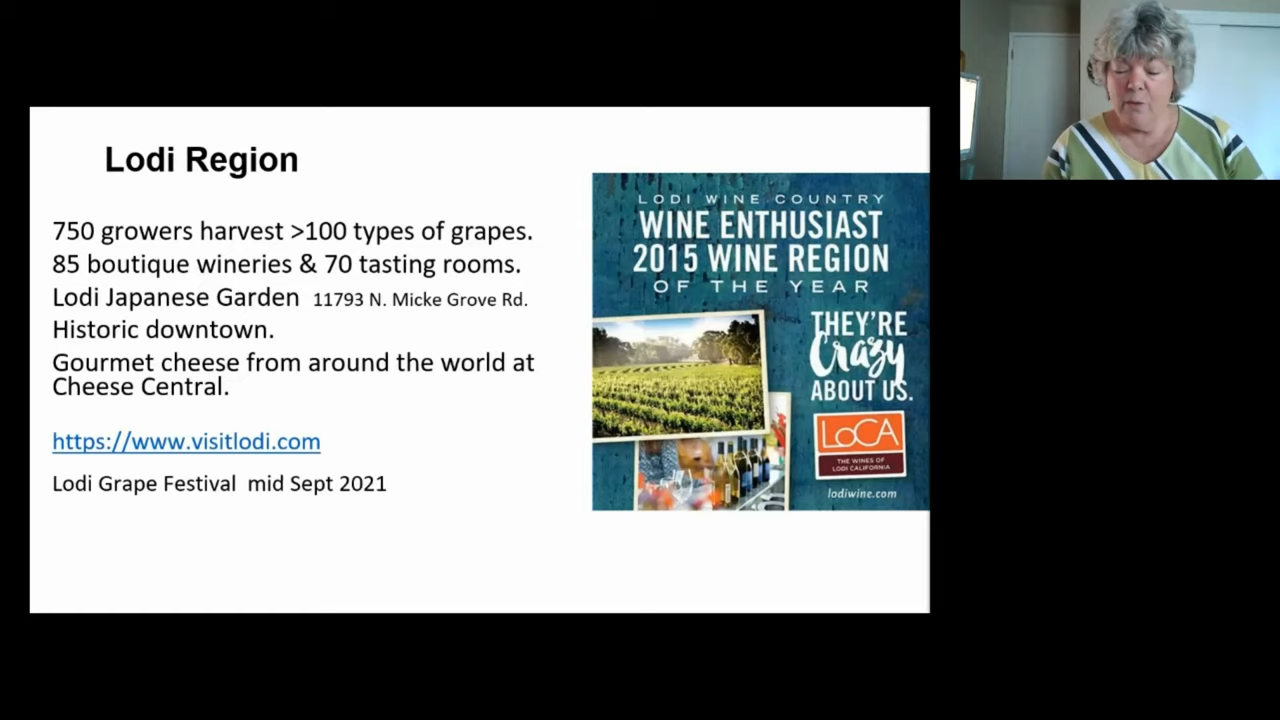 Lodi Region
750 growers harvest >100 types of grapes.
85 boutique wineries & 70 tasting rooms.
Lodi Japanese Garden 11793 N. Micke Grove Rd.
Historic downtown.
Gourmet cheese from around the world at
Cheese Central.
https://www.visitlodi.com
Lodi Grape Festival mid Sept 2021
LODI WINE COUNTRY
WINE ENTHUSIAST
2015 WINE REGION
OF THE YEAR
THEY'RE
Crazy
ABOUT US.
LoCA
THE WINES OF
LODI CALIFORNIA
lodiwine.com